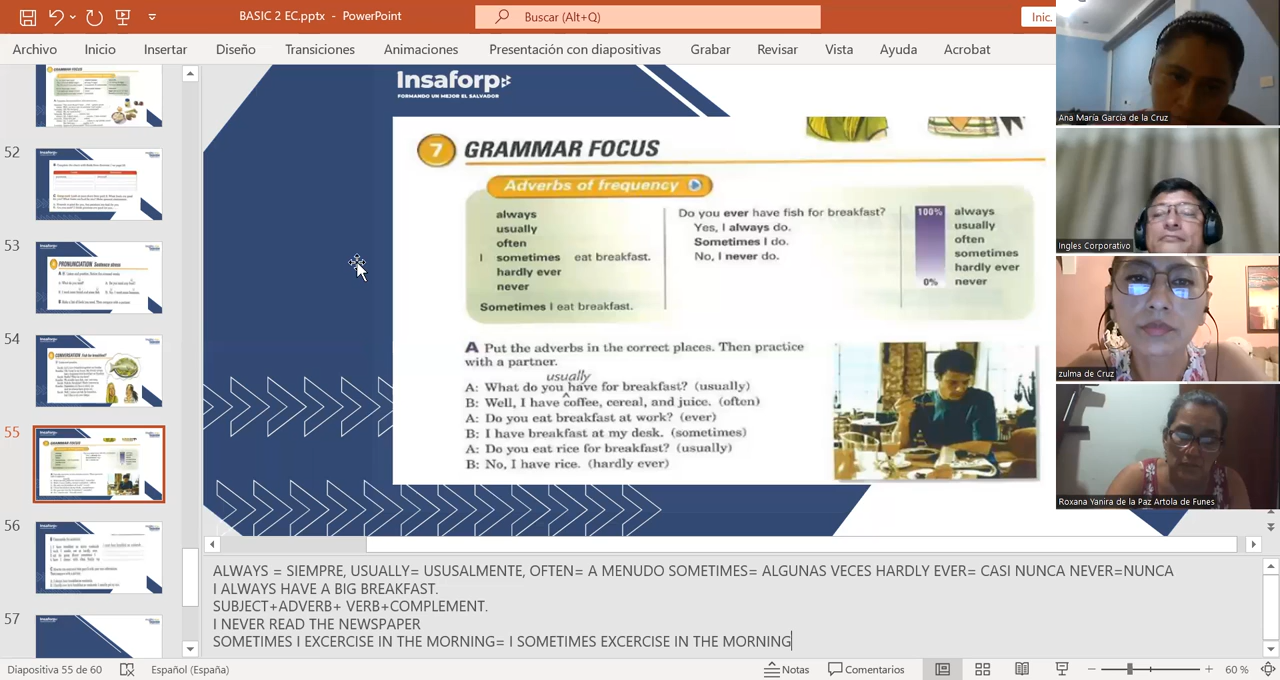 BASIC 2 EC.pptx - PowerPoint
Buscar (Alt+Q)
Inic.
Archivo Inicio Insertar Diseño Transiciones Animaciones Presentación con diapositivas Grabar Revisar Vista Ayuda Acrobat
52
53
54
55
56
57
Insaforp
FORMANDO UN MEJOR EL SALVADOR
7 GRAMMAR FOCUS
Adverbs of frequency
always
usually
often
I sometimes eat breakfast.
hardly ever
never
Sometimes I eat breakfast.
Do you ever have fish for breakfast?
Yes, I always do.
Sometimes I do.
No, I never do.
100% always
usually
often
sometimes
hardly ever
0% never
A Put the adverbs in the correct places. Then practice
with a partner.
usually
A: What do you have for breakfast? (usually)
B: Well, I have coffee, cereal, and juice. (often)
A: Do you eat breakfast at work? (ever)
B: I have breakfast at my desk. (sometimes)
A: Do you eat rice for breakfast? (usually)
B: No, I have rice. (hardly ever)
Ana María García de la Cruz
Ingles Corporativo
zulma de Cruz
Roxana Yanira de la Paz Artola de Funes
ALWAYS = SIEMPRE, USUALLY= USUSALMENTE, OFTEN= A MENUDO SOMETIMES= ALGUNAS VECES HARDLY EVER= CASI NUNCA NEVER=NUNCA
I ALWAYS HAVE A BIG BREAKFAST.
SUBJECT+ADVERB+ VERB+COMPLEMENT.
I NEVER READ THE NEWSPAPER
SOMETIMES I EXCERCISE IN THE MORNING= I SOMETIMES EXCERCISE IN THE MORNING
Diapositiva 55 de 60 Español (España) Notas Comentarios 60 %